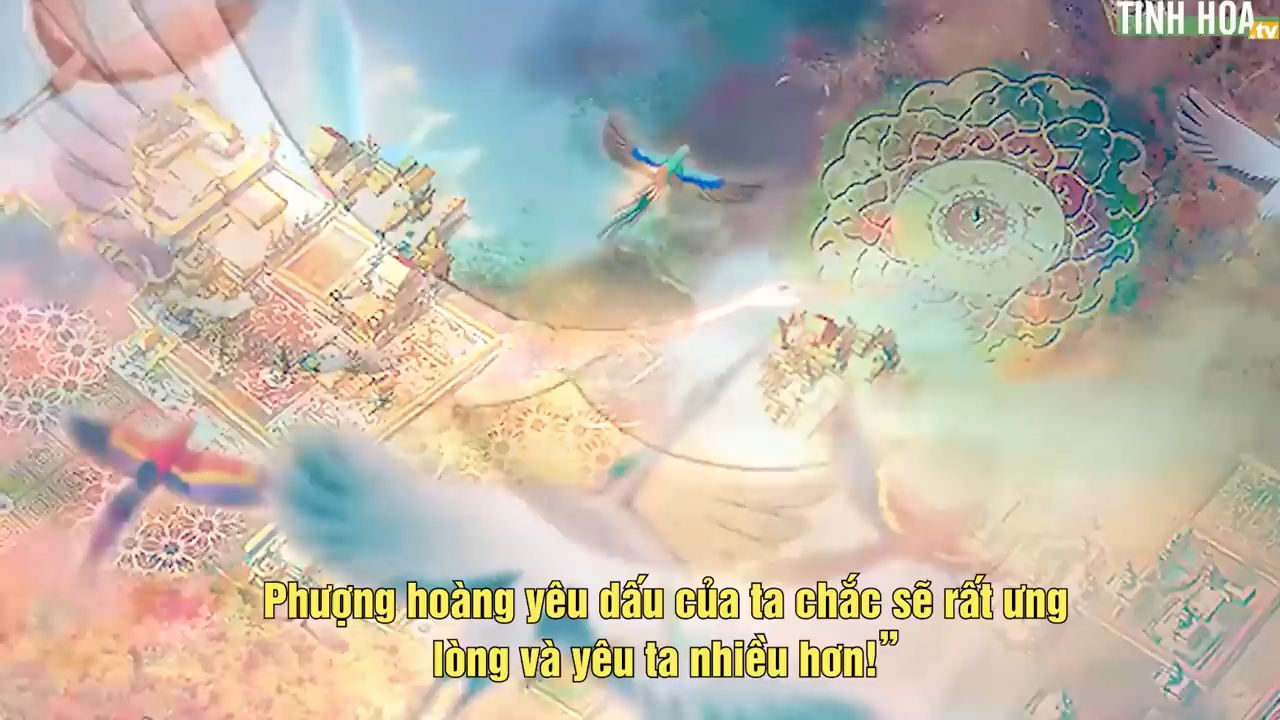 TINH HOA.tv
Phượng hoàng yêu dấu của ta chắc sẽ rất ưng
lòng và yêu ta nhiều hơn!”